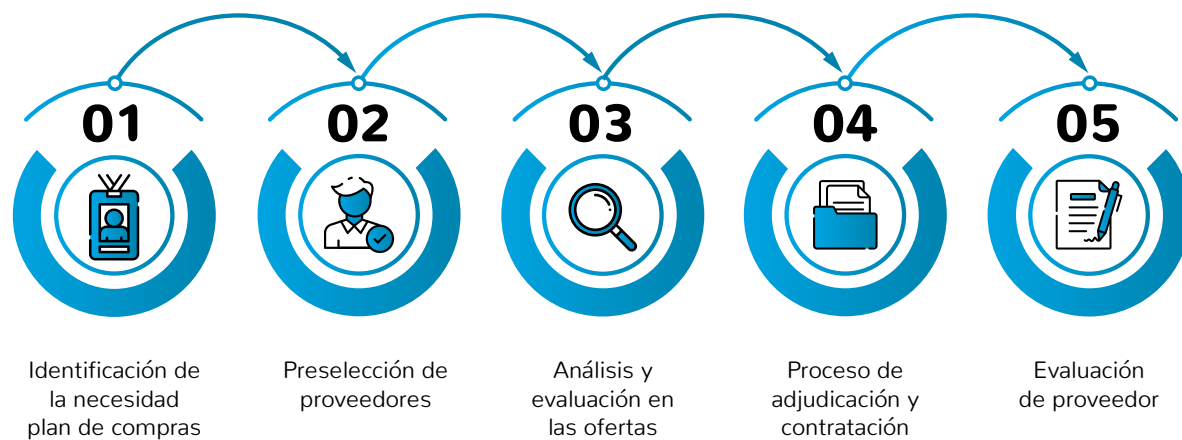 01
02
03
04
05
Identificación de
la necesidad
plan de compras
Preselección de
proveedores
Análisis y
evaluación en
las ofertas
Proceso de
adjudicación y
contratación
Evaluación
de proveedor